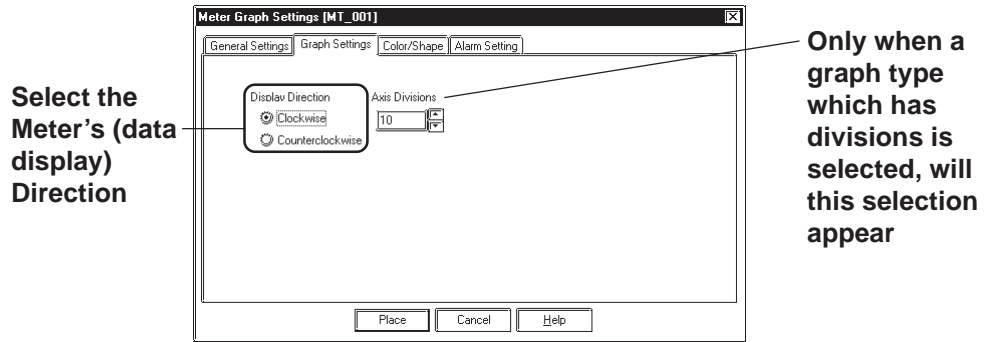 Meter Graph Settings [MT_001]
General Settings Graph Settings Color/Shape Alarm Setting
Select the
Meter's (data
display)
Direction
Display Direction
Clockwise
Counterclockwise
Axis Divisions
10
Only when a
graph type
which has
divisions is
selected, will
this selection
appear
Place Cancel Help